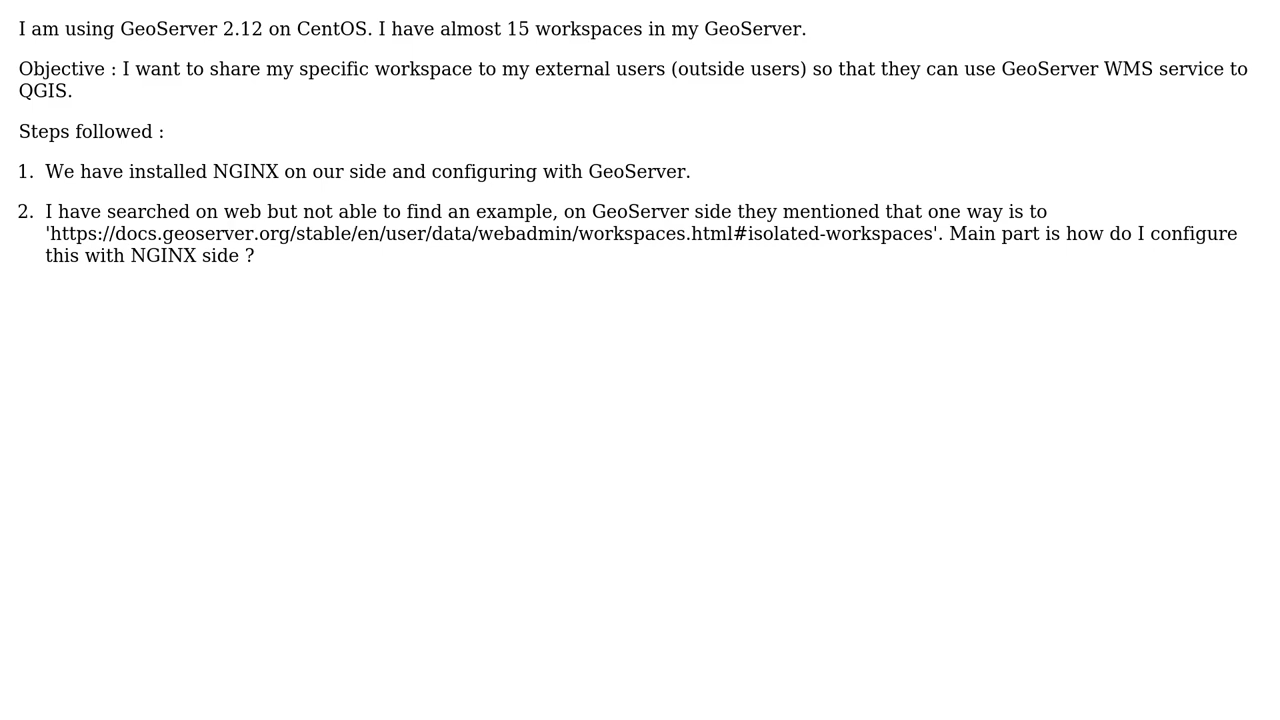 I am using GeoServer 2.12 on CentOS. I have almost 15 workspaces in my GeoServer.
Objective : I want to share my specific workspace to my external users (outside users) so that they can use GeoServer WMS service to
QGIS.
Steps followed :
1. We have installed NGINX on our side and configuring with GeoServer.
2. I have searched on web but not able to find an example, on GeoServer side they mentioned that one way is to
'https://docs.geoserver.org/stable/en/user/data/webadmin/workspaces.html#isolated-workspaces'. Main part is how do I configure
this with NGINX side ?